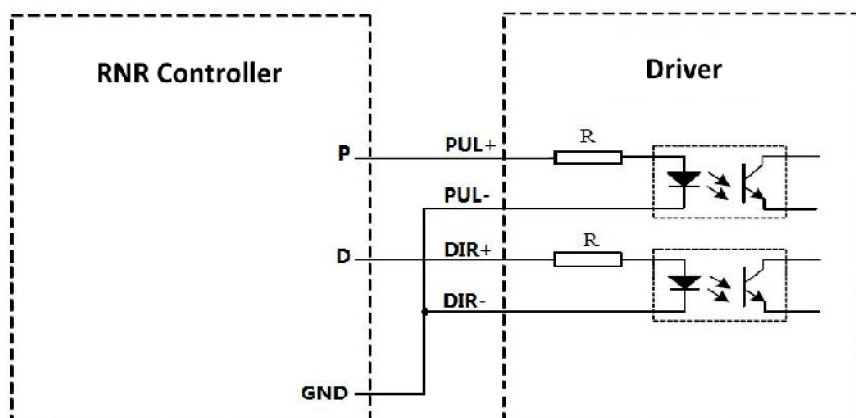 RNR Controller
Driver
P
PUL+
R
PUL-
D
DIR+
R
DIR-
GND